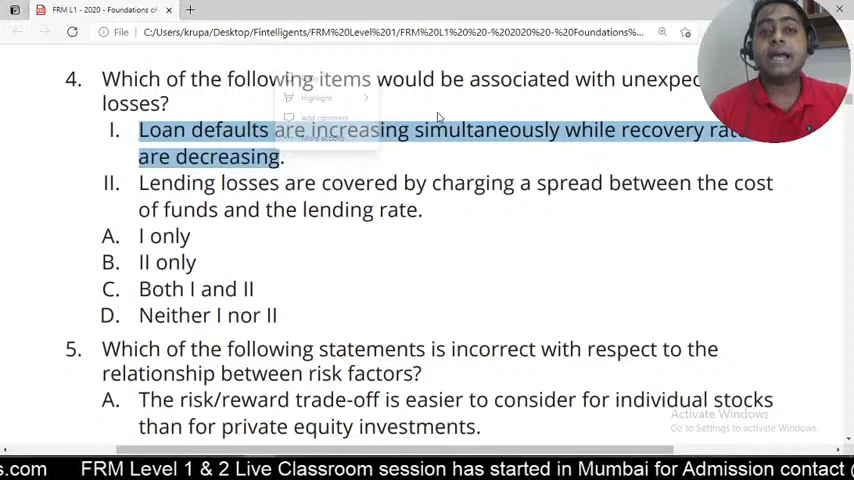 FRM L1 - 2020 - Foundations of
File
C:/Users/krupa/Desktop/Fintelligents/FRM%20Level%201/FRM%20L1%20%20-%202020%20-%20Foundations%...
4. Which of the following items would be associated with
losses?
I. Loan defaults are increasing simultaneously while recovery
are decreasing.
Highlight
Add comment
More actions
II. Lending losses are covered by charging a spread between the cost
of funds and the lending rate.
A. I only
B. II only
C. Both I and II
D. Neither I nor II
5. Which of the following statements is incorrect with respect to the
relationship between risk factors?
A. The risk/reward trade-off is easier to consider for individual stocks
than for private equity investments.
Activate Windows
Go to Settings to activate Windows.
s.com FRM Level 1 & 2 Live Classroom session has started in Mumbai for Admission contact